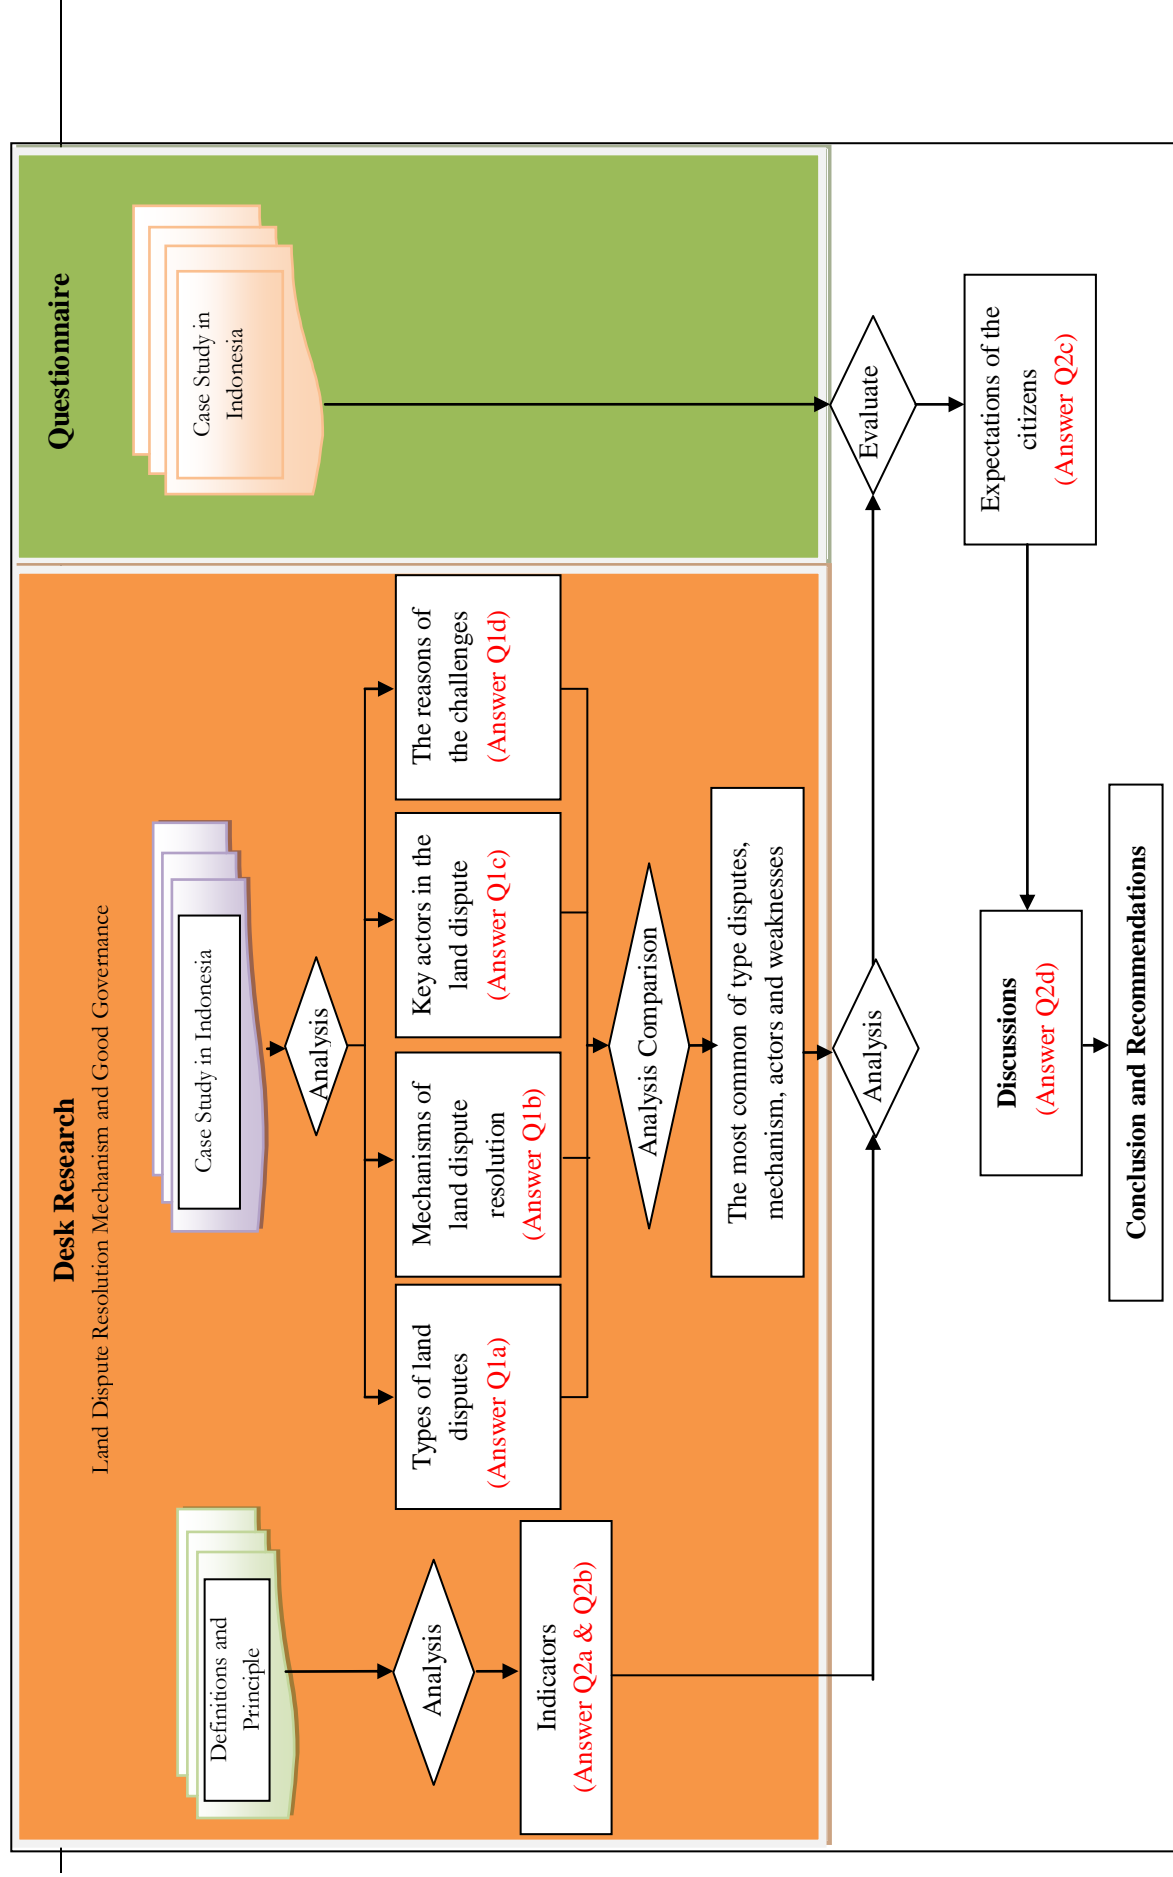 Desk Research
Land Dispute Resolution Mechanism and Good Governance
Questionnaire
Definitions and
Principle
Case Study in Indonesia
Case Study in
Indonesia
Analysis
Analysis
Types of land
disputes
(Answer Q1a)
Mechanisms of
land dispute
resolution
(Answer Q1b)
Key actors in the
land dispute
(Answer Q1c)
The reasons of
the challenges
(Answer Q1d)
Indicators
(Answer Q2a & Q2b)
Analysis Comparison
The most common of type disputes,
mechanism, actors and weaknesses
Analysis
Evaluate
Expectations of the
citizens
(Answer Q2c)
Discussions
(Answer Q2d)
Conclusion and Recommendations